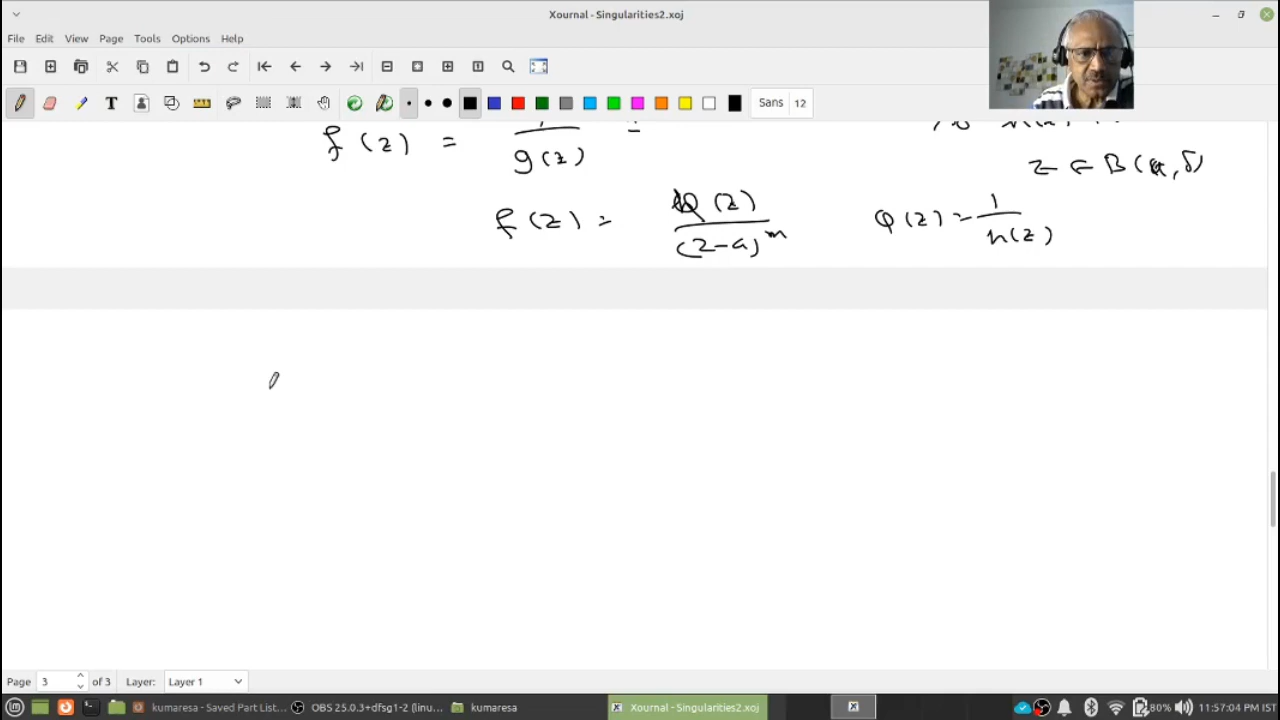 Xournal - Singularities2.xoj
File Edit View Page Tools Options Help
Sans 12
f(z) = 1/g(z)
z ∈ B(a, δ)
f(z) = Q(z)/(z-a)^m Q(z) = 1/h(z)
Page 3 of 3 Layer: Layer 1
kumaresa - Saved Part List... OBS 25.0.3+dfsg1-2 (linu... kumaresa Xournal - Singularities2.xoj 80% 11:57:04 PM IST